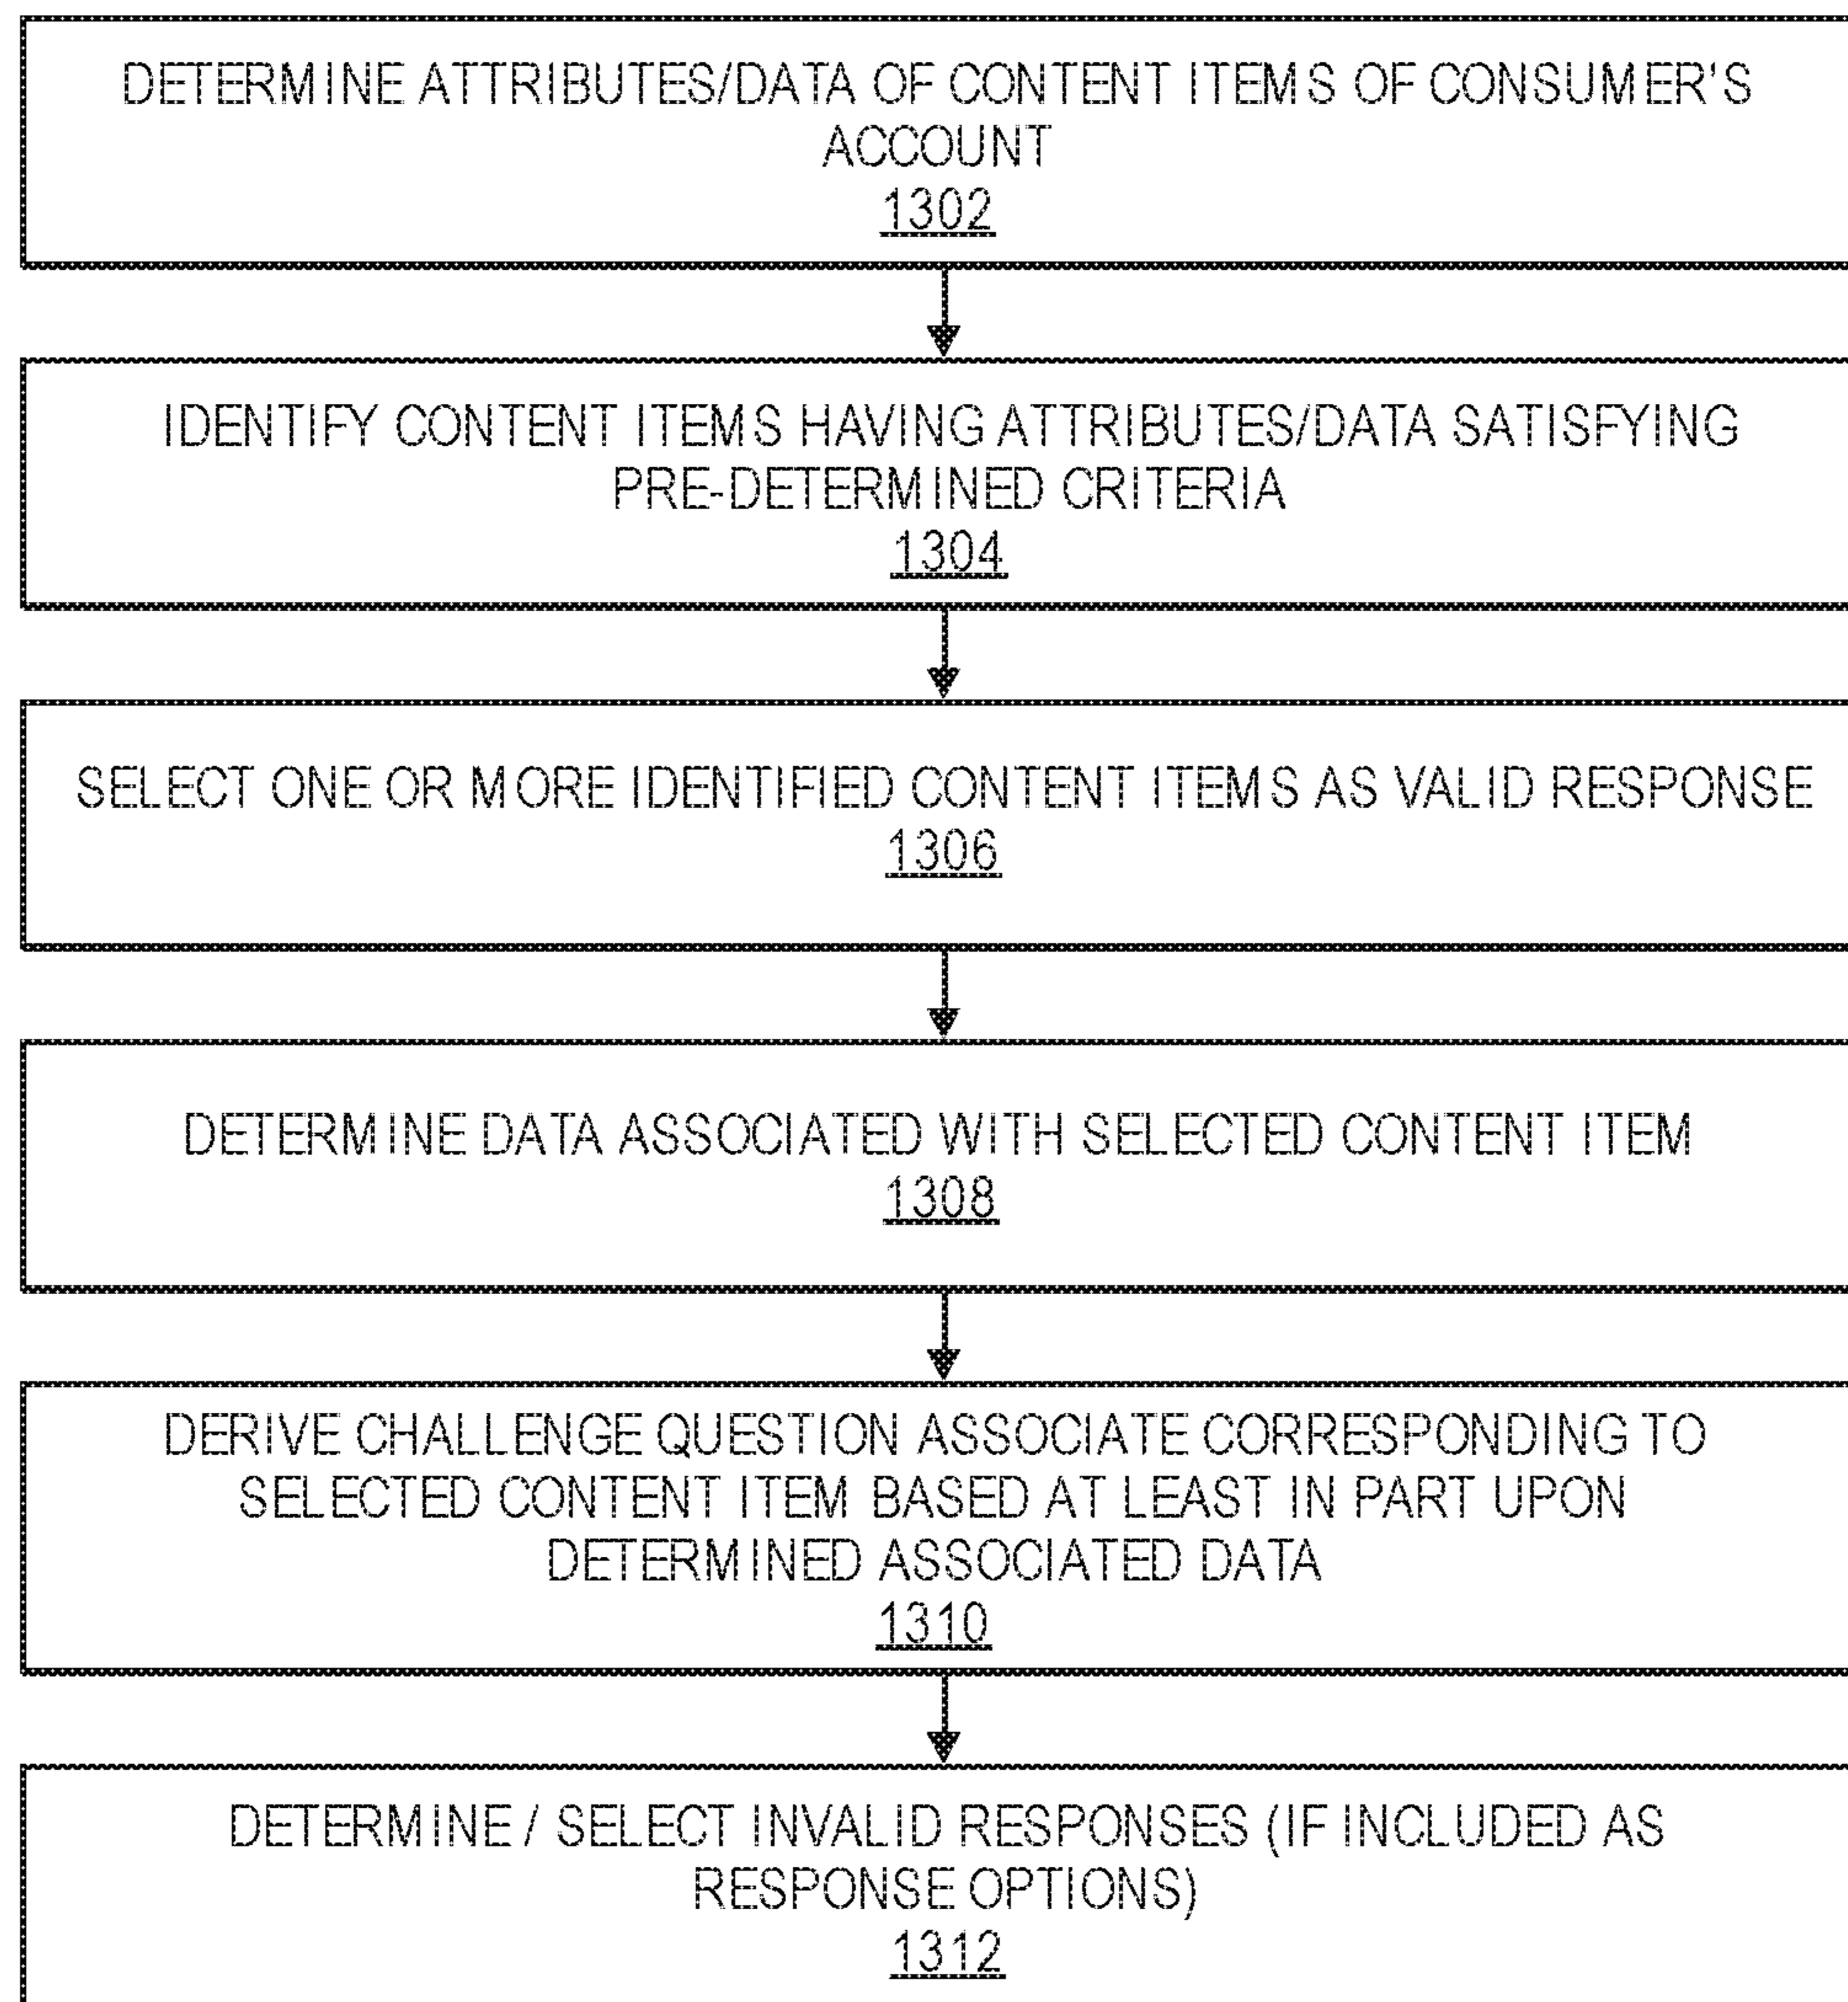 DETERMINE ATTRIBUTES/DATA OF CONTENT ITEMS OF CONSUMER'S
ACCOUNT
1302
IDENTIFY CONTENT ITEMS HAVING ATTRIBUTES/DATA SATISFYING
PRE-DETERMINED CRITERIA
1304
SELECT ONE OR MORE IDENTIFIED CONTENT ITEMS AS VALID RESPONSE
1306
DETERMINE DATA ASSOCIATED WITH SELECTED CONTENT ITEM
1308
DERIVE CHALLENGE QUESTION ASSOCIATE CORRESPONDING TO
SELECTED CONTENT ITEM BASED AT LEAST IN PART UPON
DETERMINED ASSOCIATED DATA
1310
DETERMINE / SELECT INVALID RESPONSES (IF INCLUDED AS
RESPONSE OPTIONS)
1312